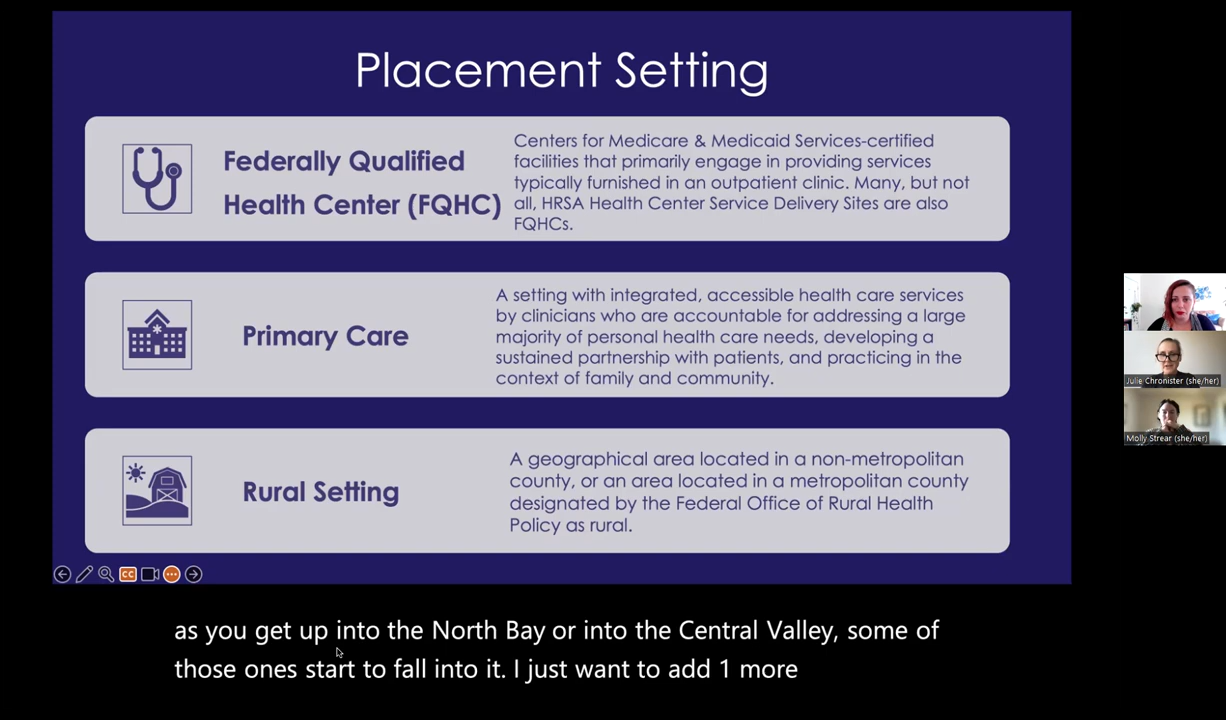 Placement Setting
Federally Qualified
Health Center (FQHC)
Centers for Medicare & Medicaid Services-certified
facilities that primarily engage in providing services
typically furnished in an outpatient clinic. Many, but not
all, HRSA Health Center Service Delivery Sites are also
FQHCs.
Primary Care
A setting with integrated, accessible health care services
by clinicians who are accountable for addressing a large
majority of personal health care needs, developing a
sustained partnership with patients, and practicing in the
context of family and community.
Rural Setting
A geographical area located in a non-metropolitan
county, or an area located in a metropolitan county
designated by the Federal Office of Rural Health
Policy as rural.
CC
Julie Chronister (she/her)
Molly Strear (she/her)
as you get up into the North Bay or into the Central Valley, some of
those ones start to fall into it. I just want to add 1 more